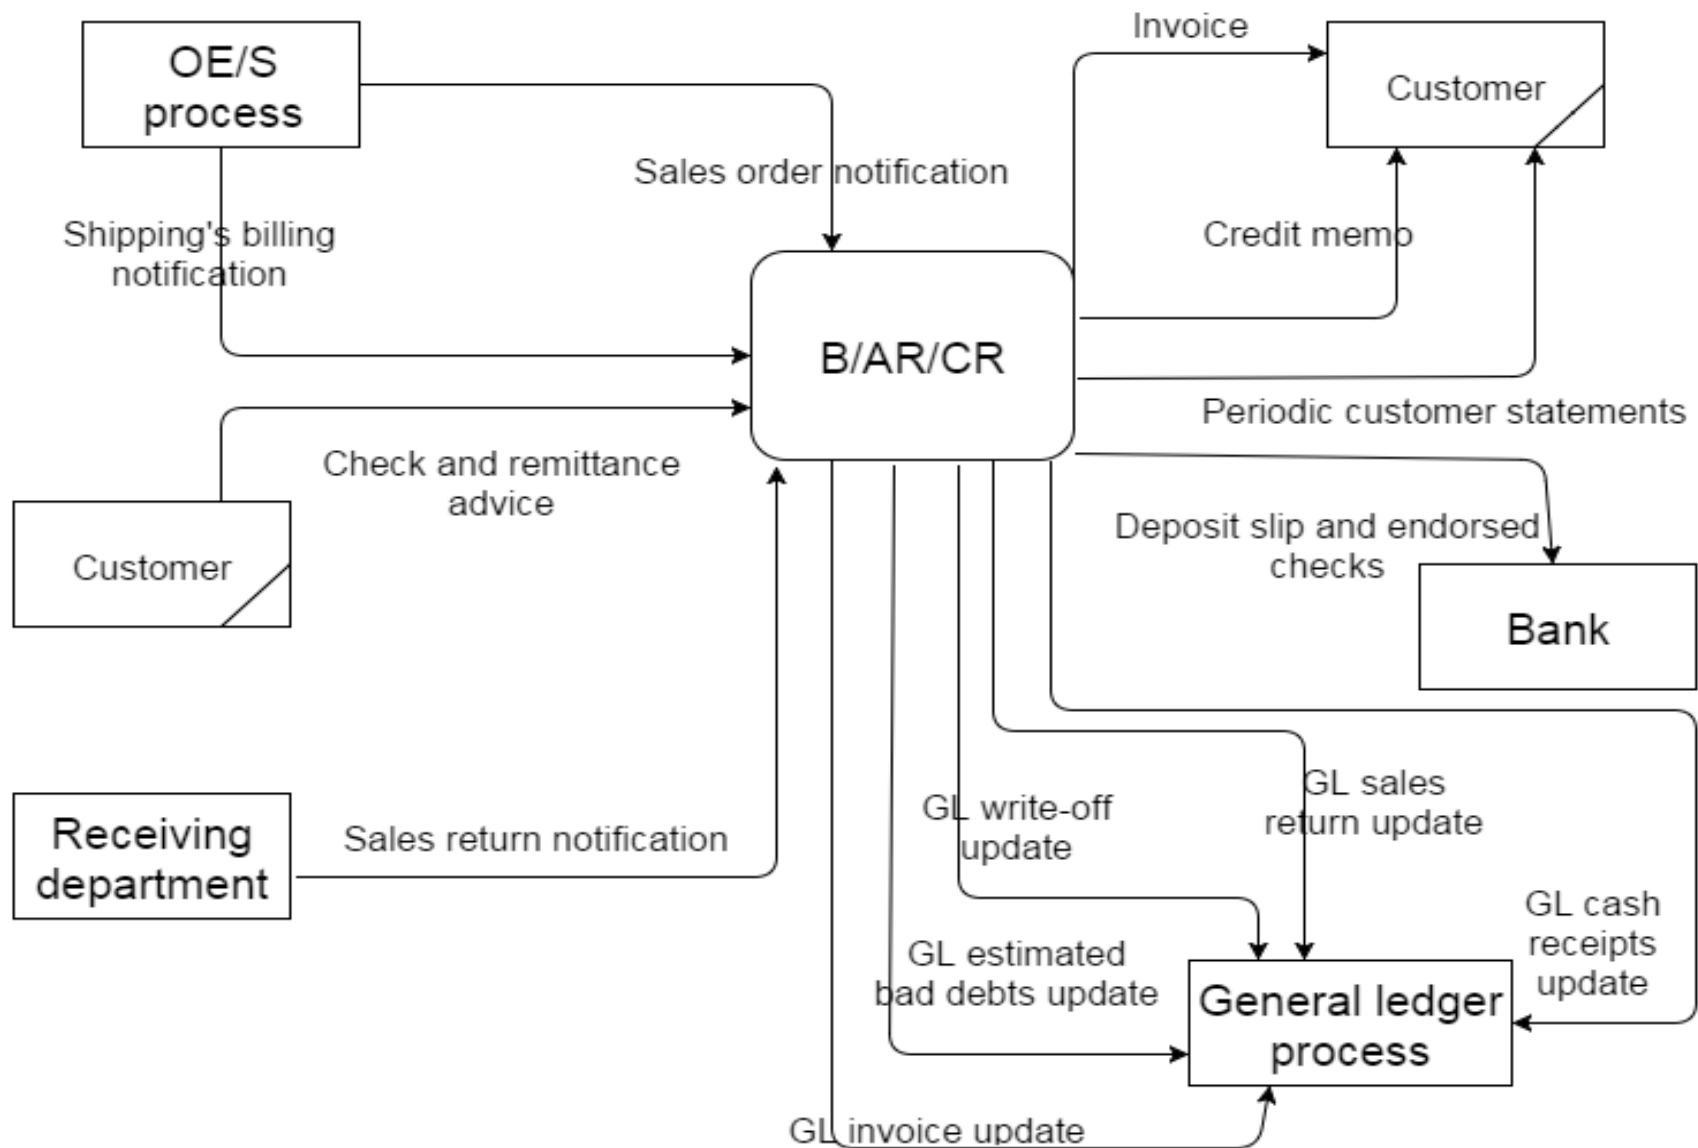 Invoice
OE/S
process
Customer
Sales order notification
Shipping's billing
notification
Credit memo
B/AR/CR
Periodic customer statements
Check and remittance
advice
Customer
Deposit slip and endorsed
checks
Bank
GL sales
return update
GL write-off
update
Receiving
department
Sales return notification
GL cash
receipts
update
GL estimated
bad debts update
General ledger
process
GL invoice update